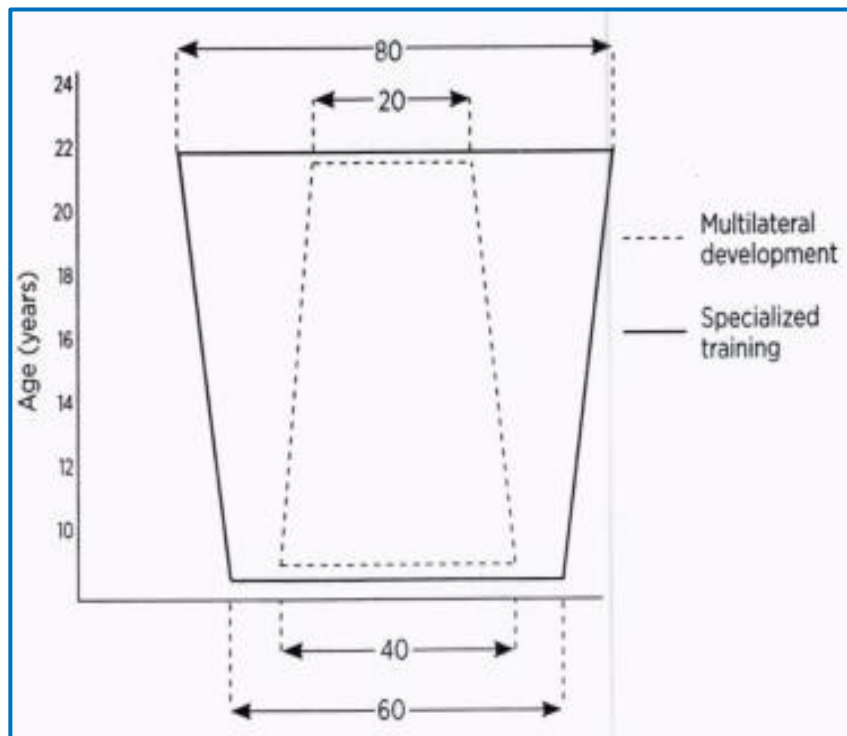 80
20
24
22
20
18
16
14
12
10
Age (years)
Multilateral
development
Specialized
training
40
60